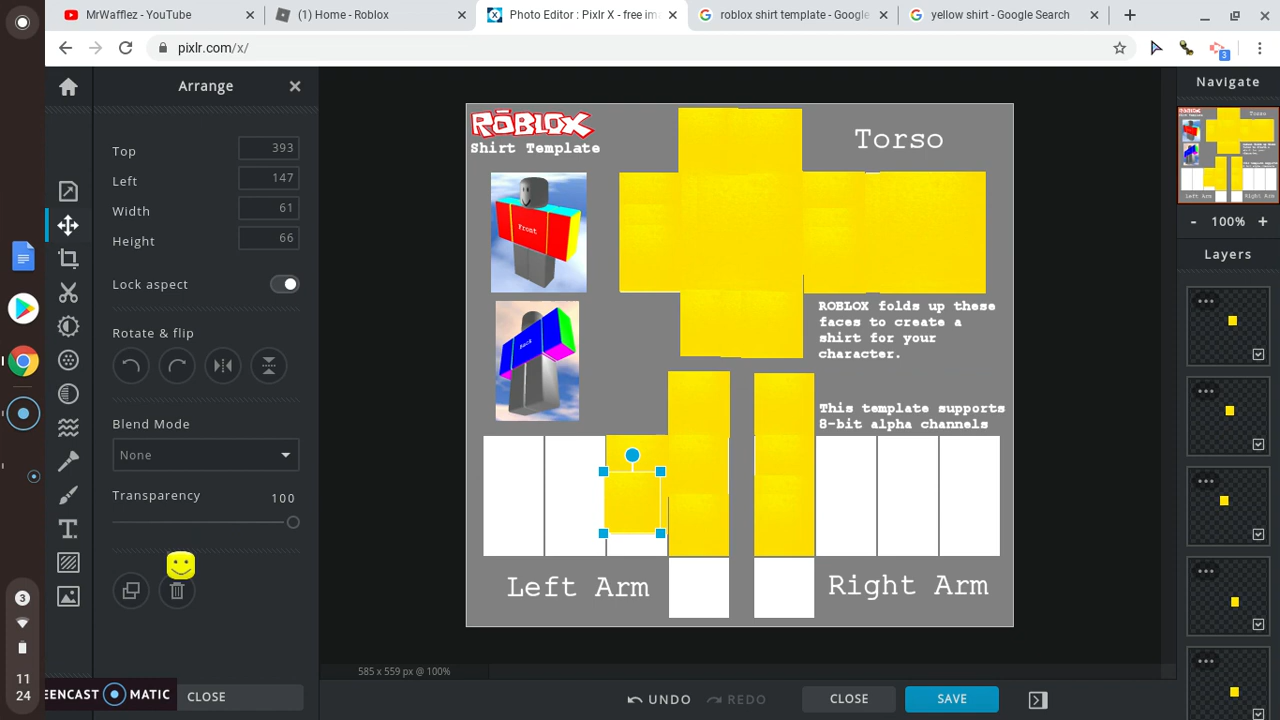 MrWafflez - YouTube
(1) Home - Roblox
Photo Editor : Pixlr X - free im
roblox shirt template - Google
yellow shirt - Google Search
pixlr.com/x/
3
Arrange
Top 393
Left 147
Width 61
Height 66
Lock aspect
Rotate & flip
Blend Mode
None
Transparency 100
CLOSE
ROBLOX
Shirt Template
Torso
Front
Back
ROBLOX folds up these
faces to create a
shirt for your
character.
This template supports
8-bit alpha channels
Left Arm
Right Arm
585 x 559 px @ 100%
UNDO
REDO
CLOSE
SAVE
Navigate
- 100% +
Layers
3
11
24
EENCAST MATIC